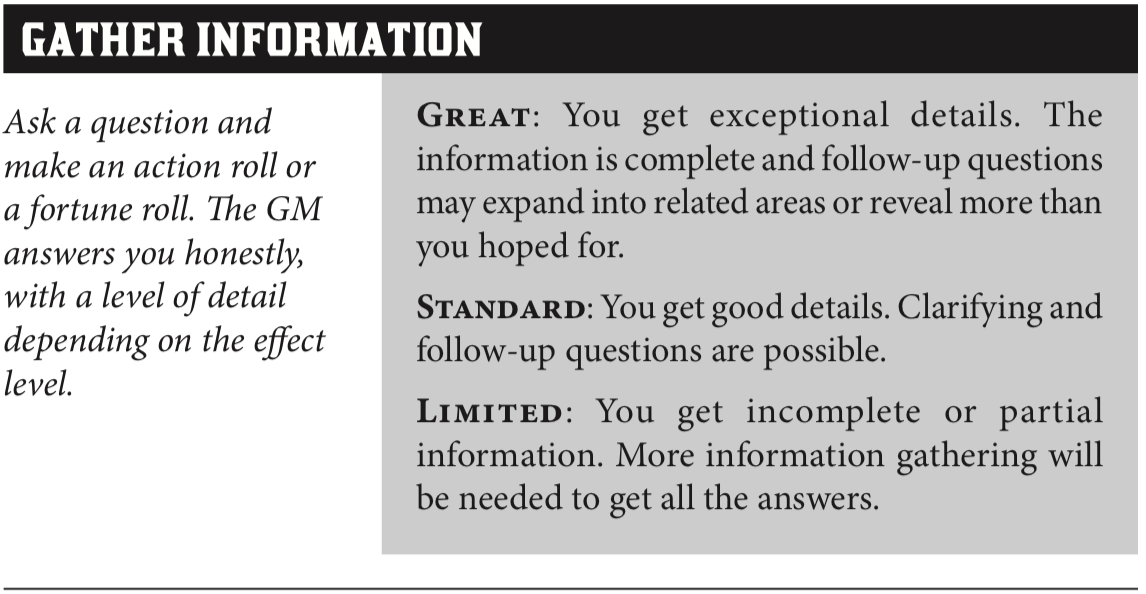 GATHER INFORMATION
Ask a question and
make an action roll or
a fortune roll. The GM
answers you honestly,
with a level of detail
depending on the effect
level.
GREAT: You get exceptional details. The
information is complete and follow-up questions
may expand into related areas or reveal more than
you hoped for.
STANDARD: You get good details. Clarifying and
follow-up questions are possible.
LIMITED: You get incomplete or partial
information. More information gathering will
be needed to get all the answers.